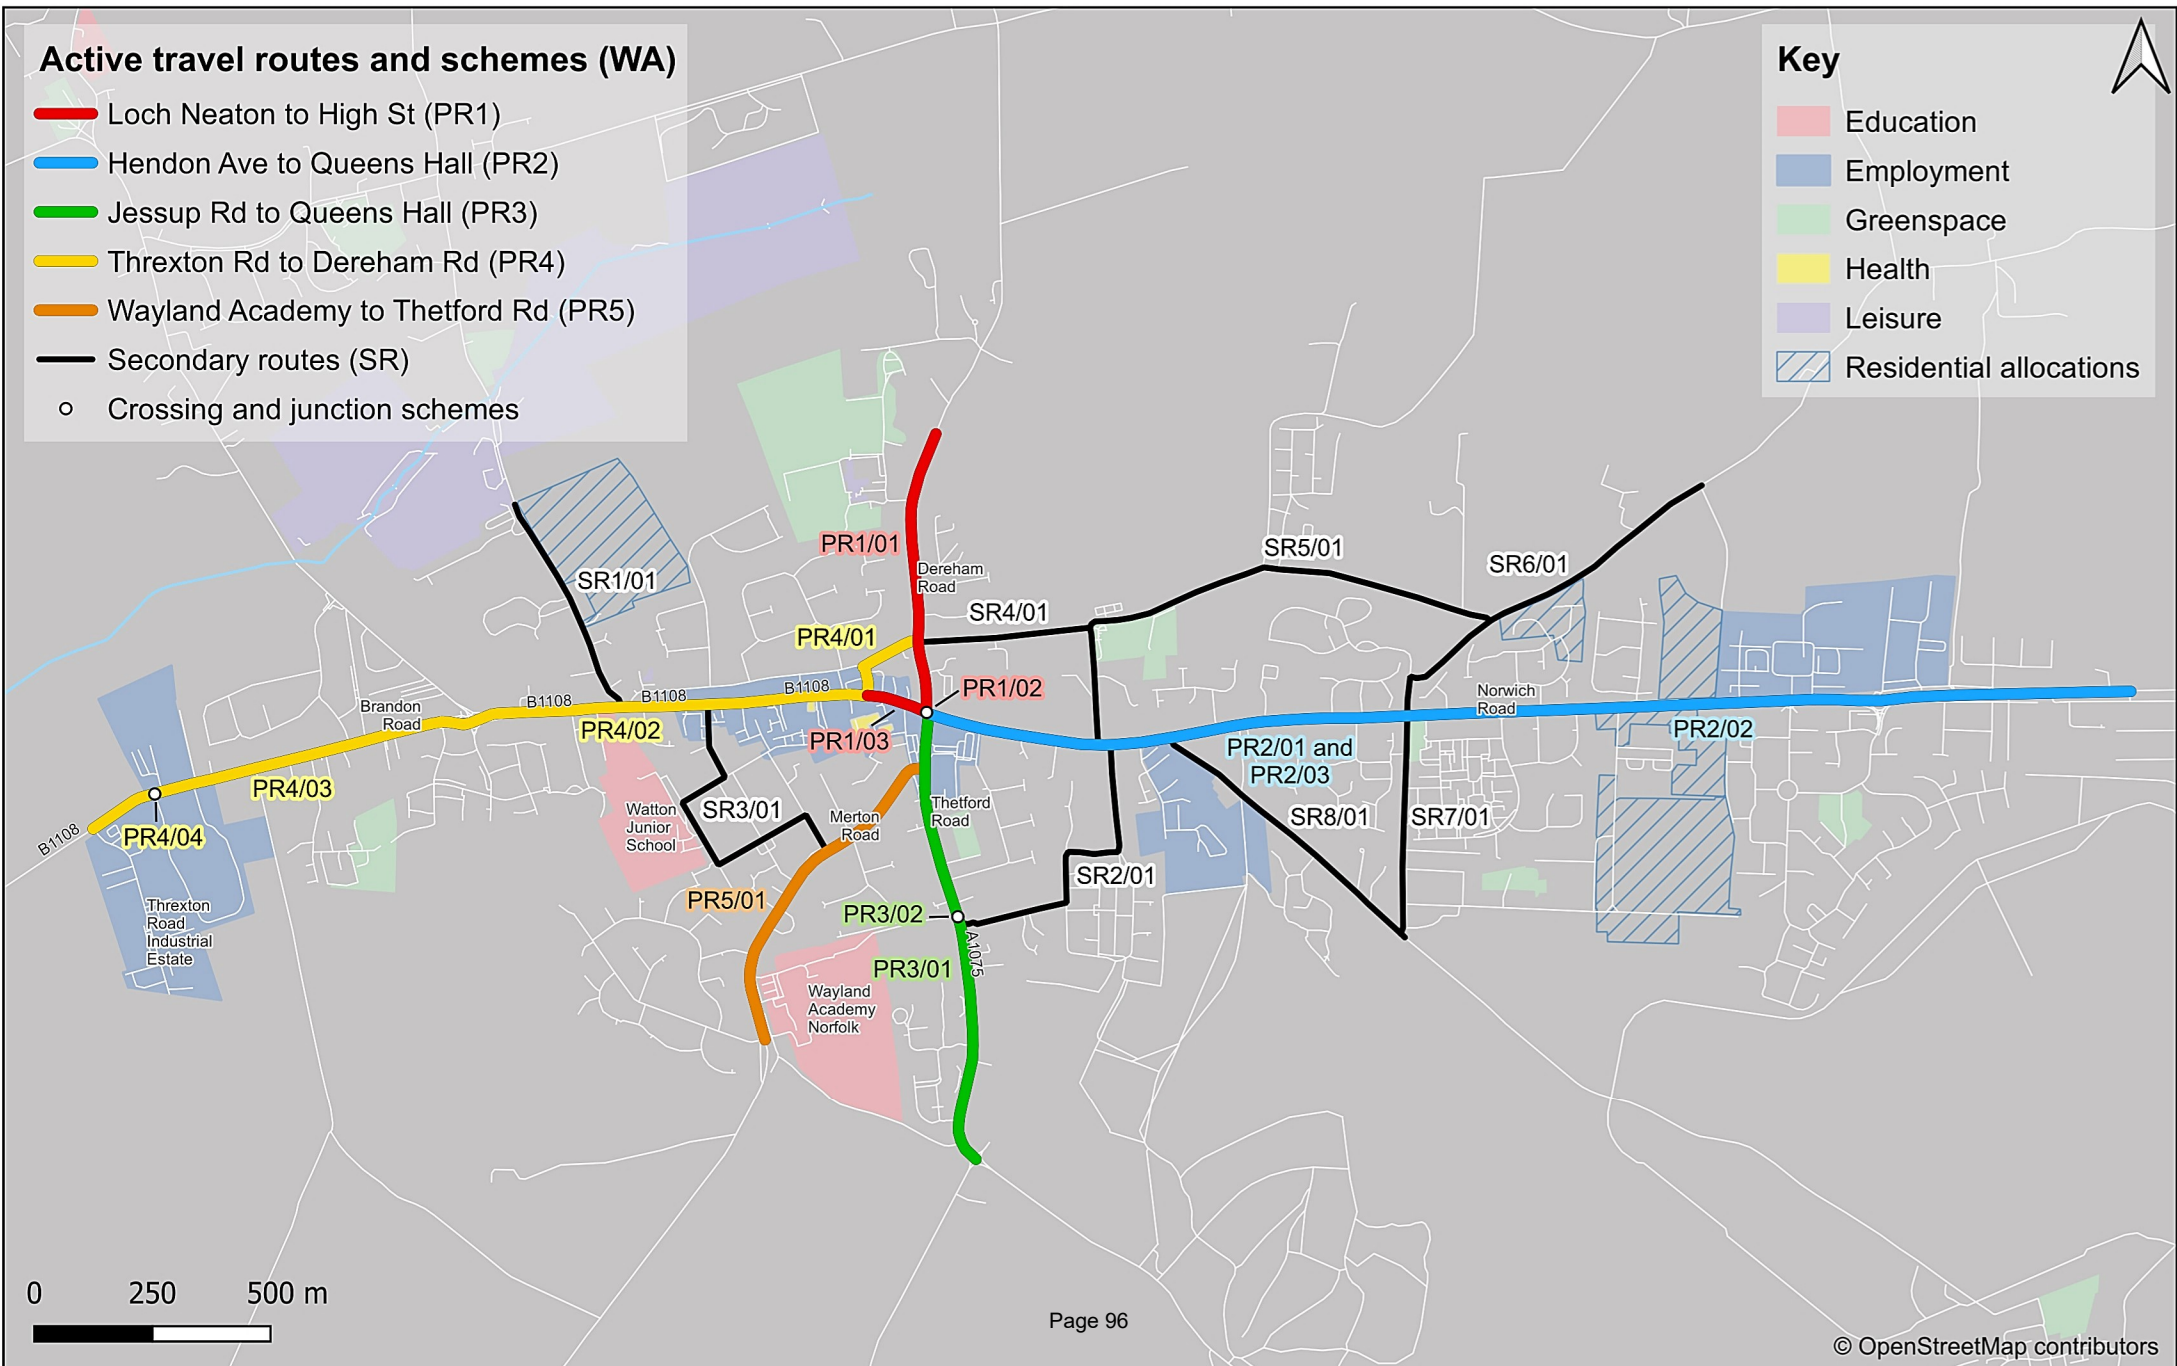 Active travel routes and schemes (WA)
Loch Neaton to High St (PR1)
Hendon Ave to Queens Hall (PR2)
Jessup Rd to Queens Hall (PR3)
Threxton Rd to Dereham Rd (PR4)
Wayland Academy to Thetford Rd (PR5)
Secondary routes (SR)
Crossing and junction schemes
Key
Education
Employment
Greenspace
Health
Leisure
Residential allocations
PR1/01
Dereham
Road
SR5/01
SR6/01
SR1/01
SR4/01
PR4/01
PR1/02
B1108
B1108
B1108
Brandon
Road
PR4/02
PR1/03
Norwich
Road
PR2/01 and
PR2/03
PR2/02
PR4/03
B1108
PR4/04
Watton
Junior
School
SR3/01
Merton
Road
Thetford
Road
SR8/01
SR7/01
SR2/01
PR5/01
PR3/02
Threxton
Road
Industrial
Estate
A1075
PR3/01
Wayland
Academy
Norfolk
0 250 500 m
Page 96
© OpenStreetMap contributors